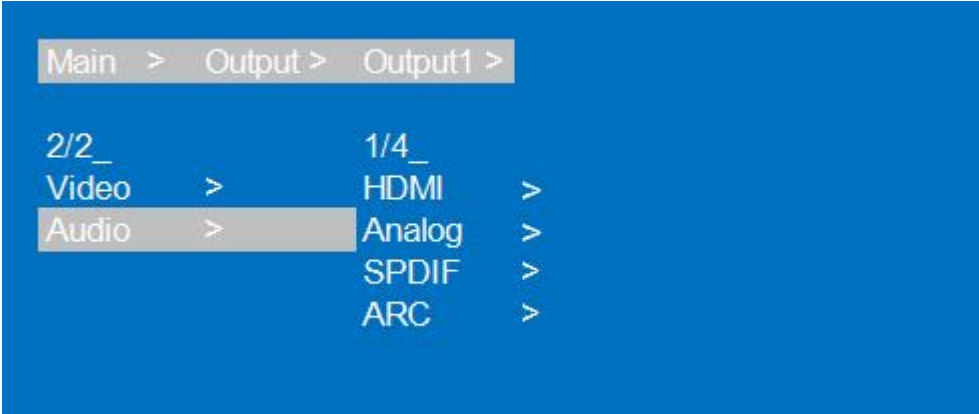 Main > Output > Output1 >
2/2_ 1/4_
Video > HDMI >
Audio > Analog >
SPDIF >
ARC >